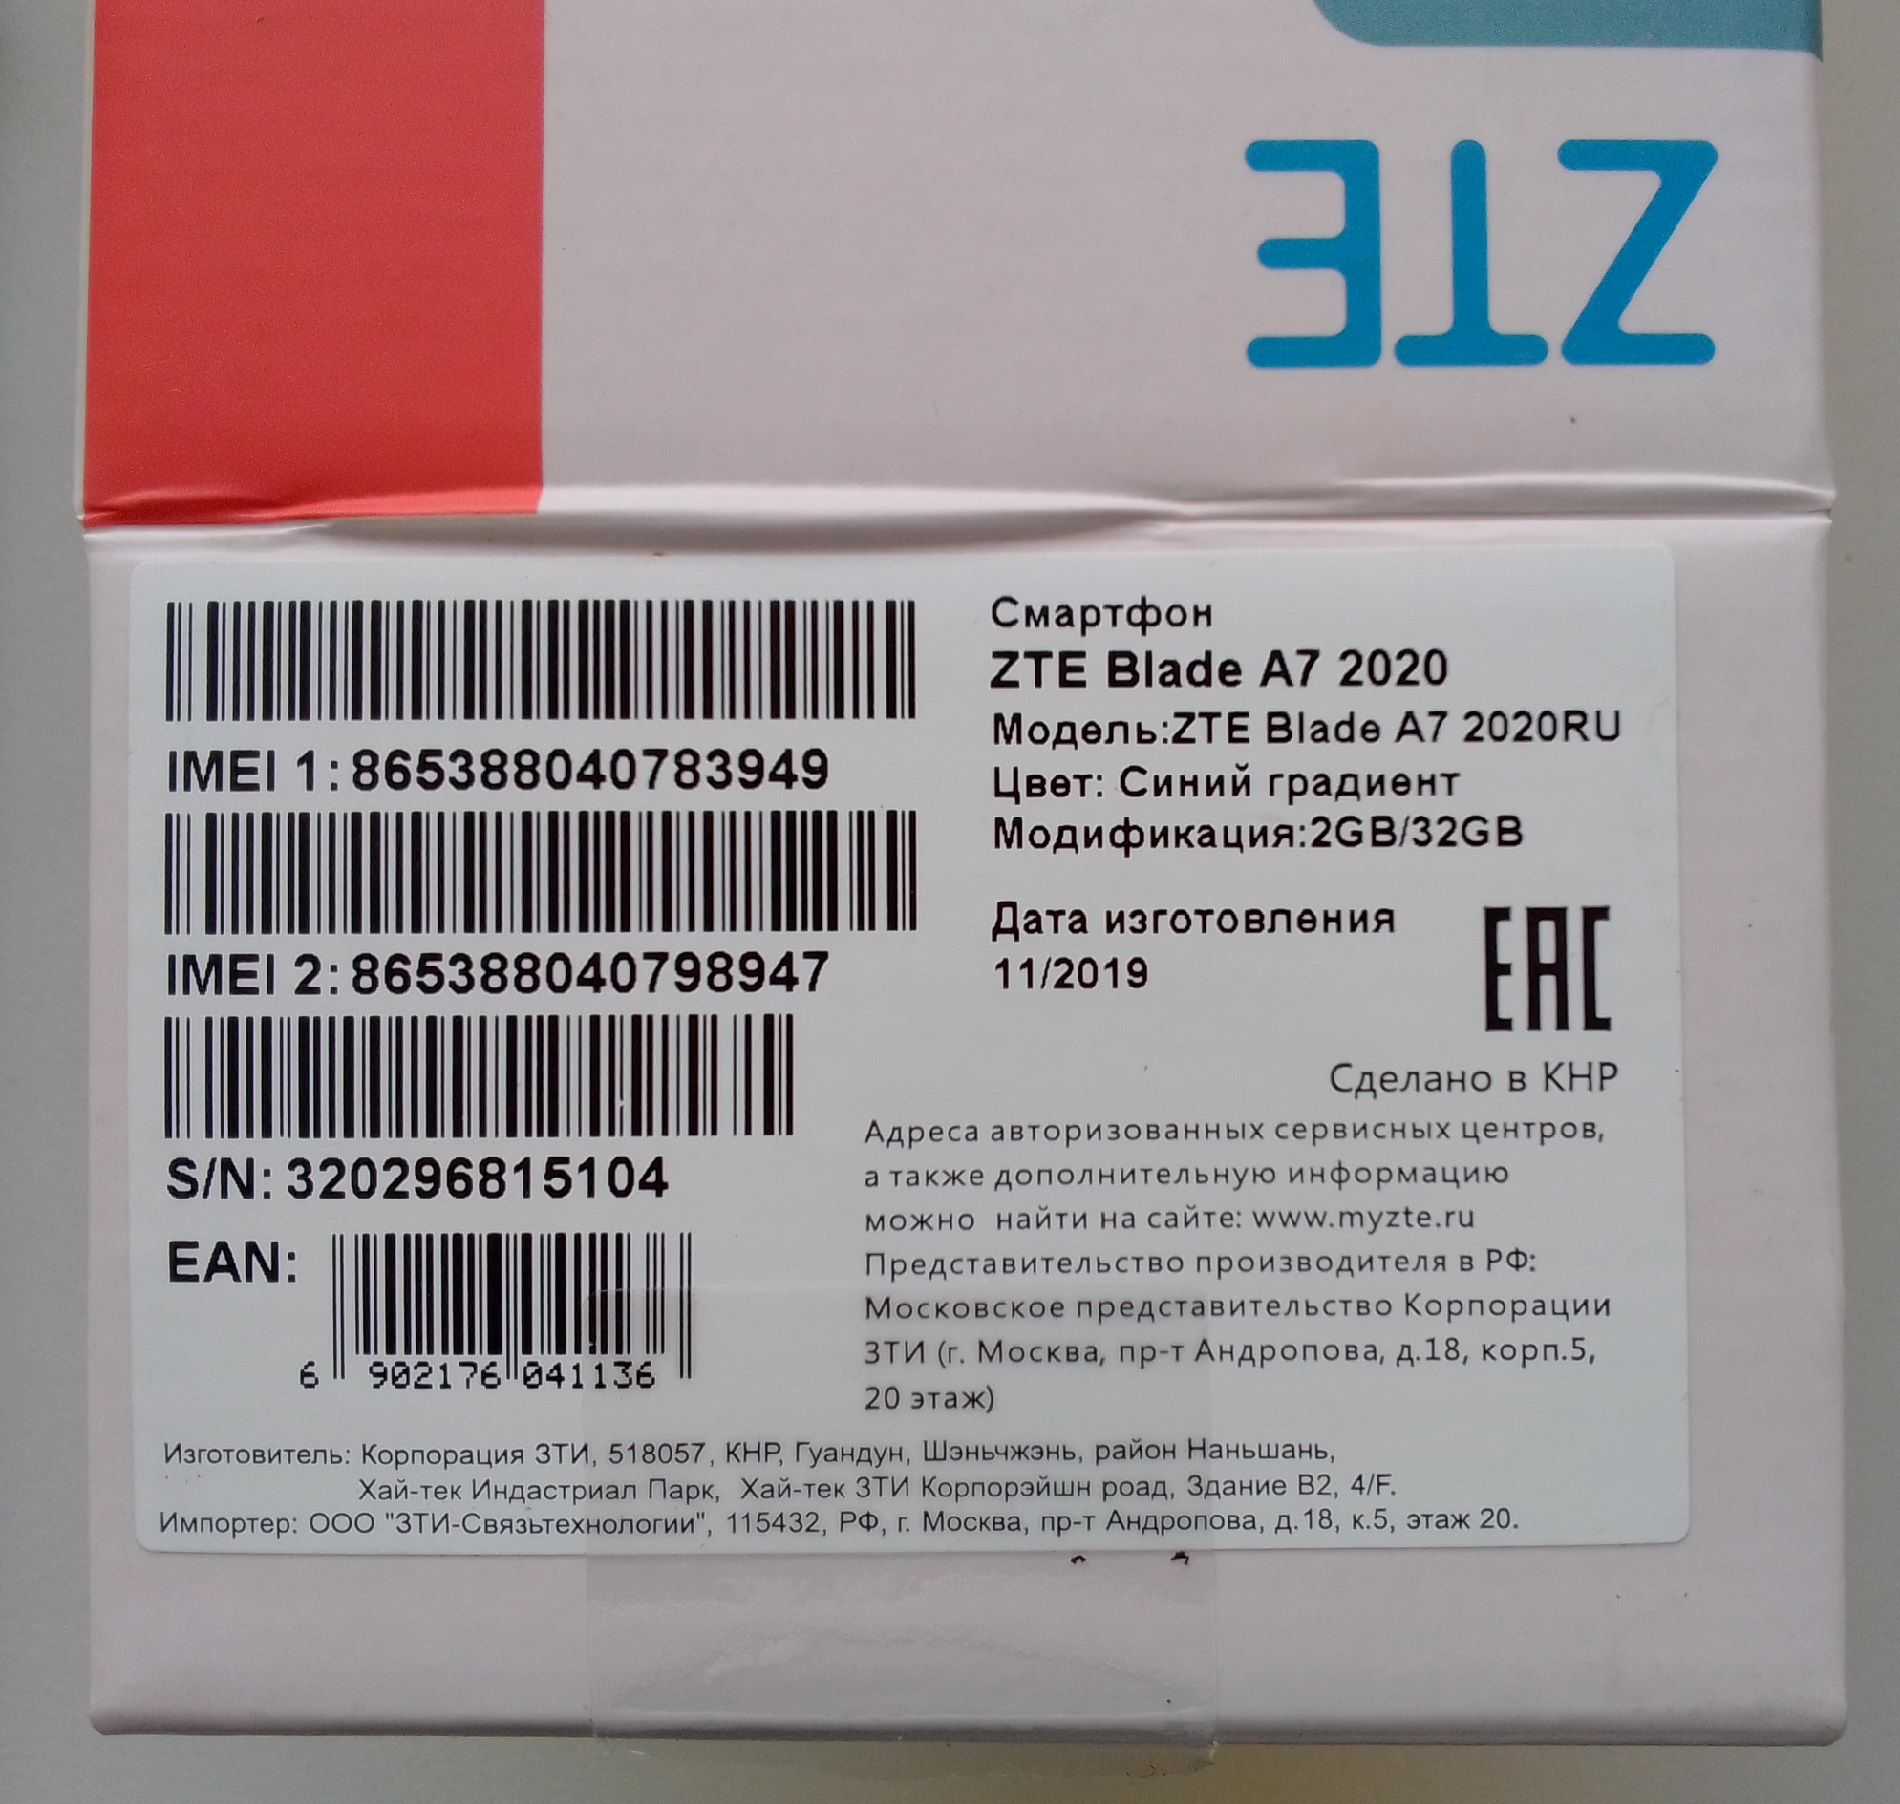 ZTE
IMEI 1: 865388040783949
IMEI 2: 865388040798947
S/N: 320296815104
EAN:
6 902176 041136
Смартфон
ZTE Blade A7 2020
Модель:ZTE Blade A7 2020RU
Цвет: Синий градиент
Модификация:2GB/32GB
Дата изготовления
11/2019
EAC
Сделано в КНР
Адреса авторизованных сервисных центров,
а также дополнительную информацию
можно найти на сайте: www.myzte.ru
Представительство производителя в РФ:
Московское представительство Корпорации
ЗТИ (г. Москва, пр-т Андропова, д.18, корп.5,
20 этаж)
Изготовитель: Корпорация ЗТИ, 518057, КНР, Гуандун, Шэньчжэнь, район Наньшань,
Хай-тек Индастриал Парк, Хай-тек ЗТИ Корпорэйшн роад, Здание В2, 4/F.
Импортер: ООО "ЗТИ-Связьтехнологии", 115432, РФ, г. Москва, пр-т Андропова, д.18, к.5, этаж 20.